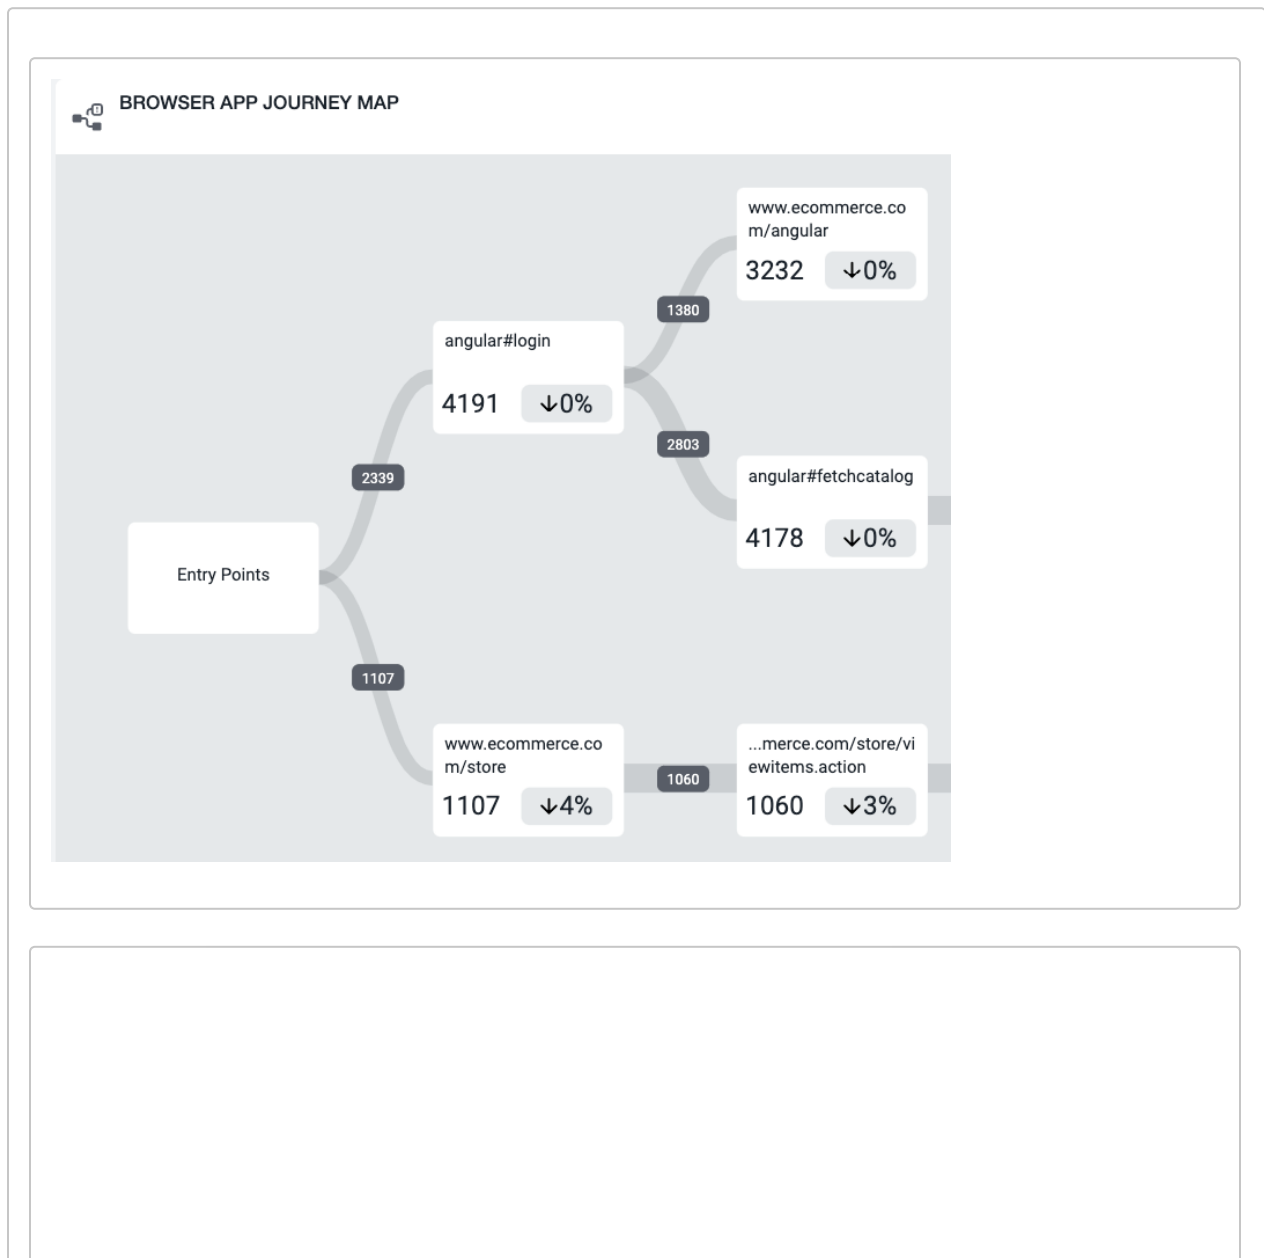 BROWSER APP JOURNEY MAP
www.ecommerce.co
m/angular
3232 ↓0%
1380
angular#login
4191 ↓0%
2803
angular#fetchcatalog
4178 ↓0%
2339
Entry Points
1107
www.ecommerce.co
m/store
1107 ↓4%
1060
...merce.com/store/vi
ewitems.action
1060 ↓3%